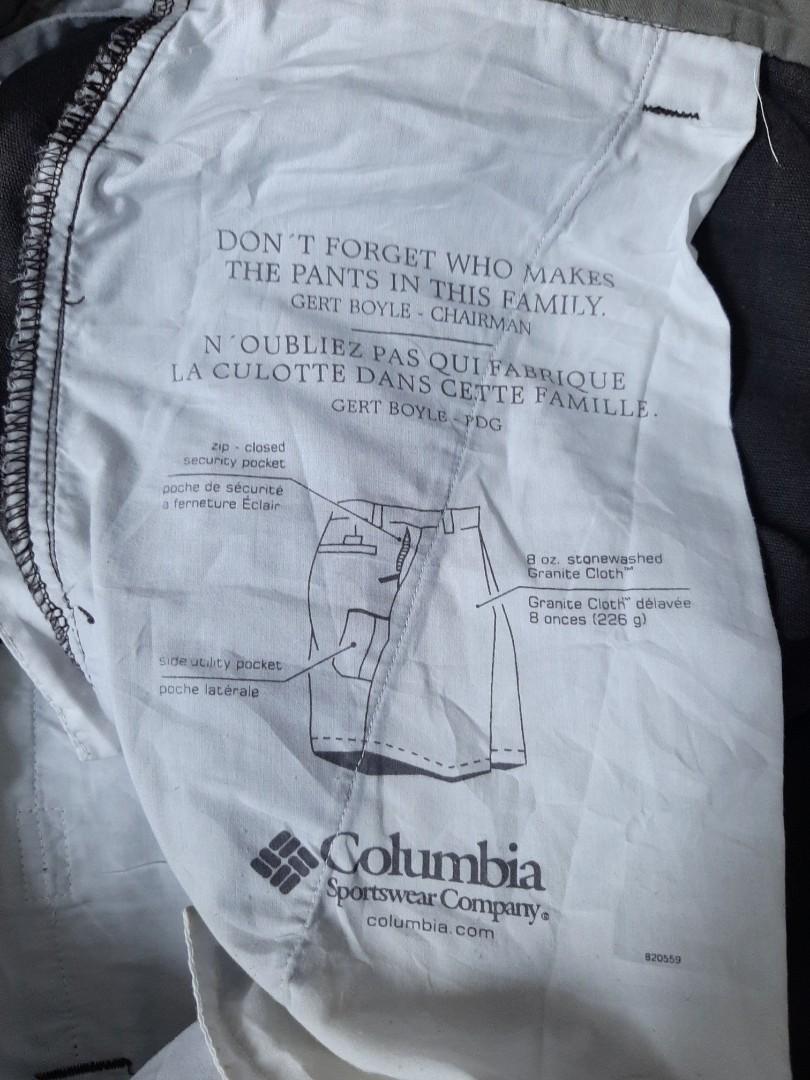 DON´T FORGET WHO MAKES
THE PANTS IN THIS FAMILY.
GERT BOYLE - CHAIRMAN
N´OUBLIEZ PAS QUI FABRIQUE
LA CULOTTE DANS CETTE FAMILLE.
GERT BOYLE - PDG
zip - closed
security pocket
poche de sécurité
a ferneture Éclair
8 oz. stonewashed
Granite Cloth™
Granite Cloth™ délavée
8 onces (226 g)
side utility pocket
poche latérale
Columbia
Sportswear Company®
columbia.com
820559